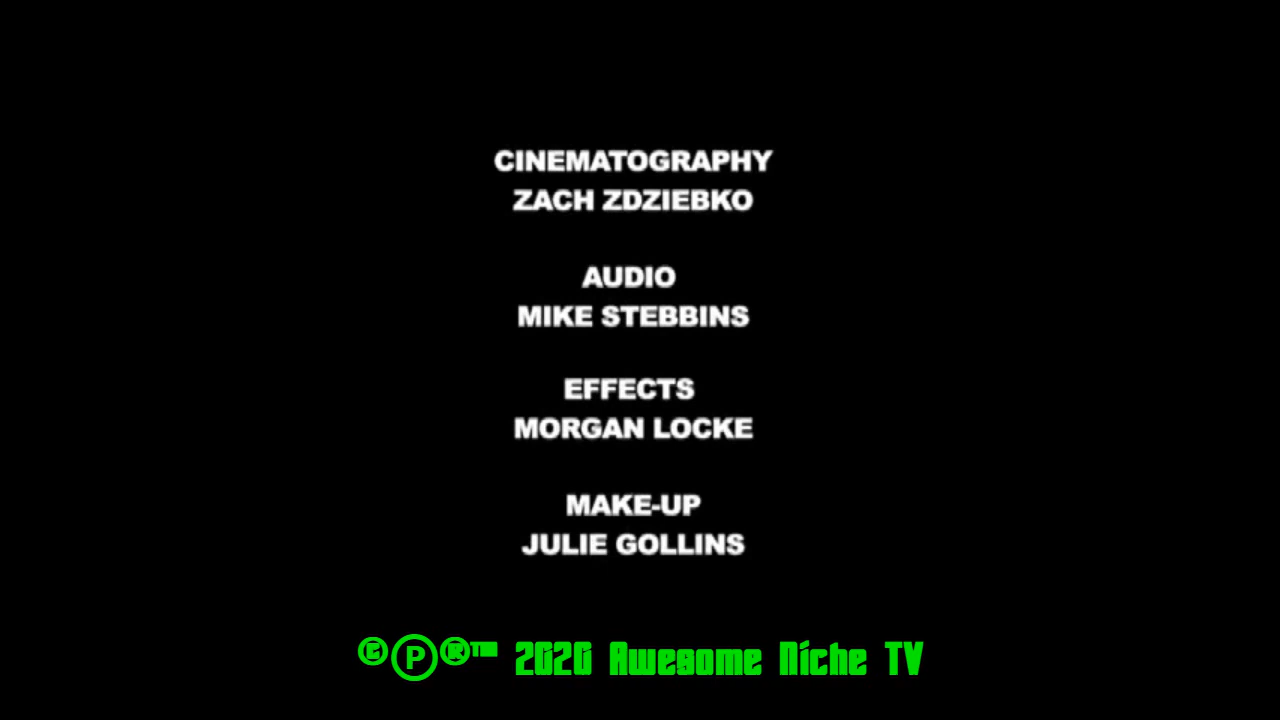 CINEMATOGRAPHY
ZACH ZDZIEBKO
AUDIO
MIKE STEBBINS
EFFECTS
MORGAN LOCKE
MAKE-UP
JULIE GOLLINS
©℗®™ 2020 Awesome Niche TV